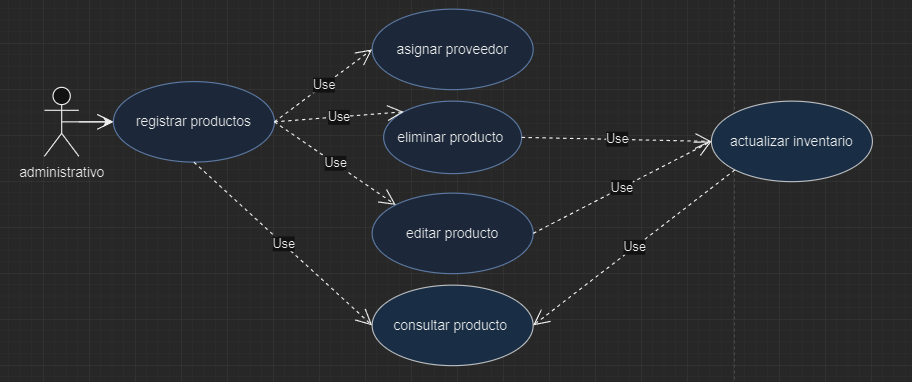 asignar proveedor
Use
registrar productos
Use
eliminar producto
Use
actualizar inventario
administrativo
Use
Use
editar producto
Use
Use
consultar producto